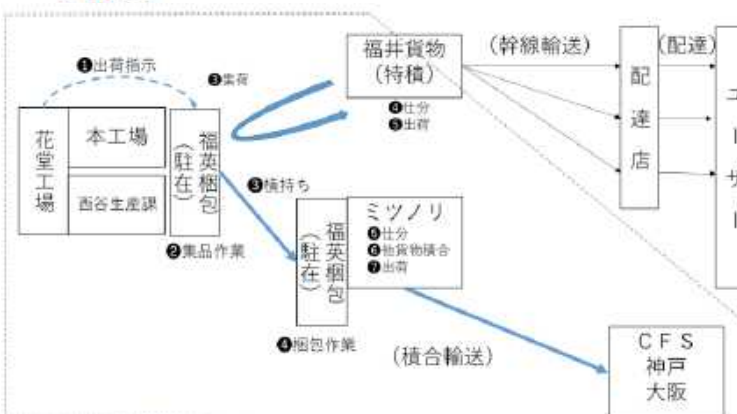 ❶出荷指示
❸集荷
福井貨物
(特積)
❹仕分
❺出荷
(幹線輸送)
(配達)
配達店
ユーザー
花堂工場
本工場
西谷生産課
福英梱包
(駐在)
❷集品作業
❸横持ち
福英梱包
(駐在)
❹梱包作業
ミツノリ
❺仕分
❻他貨物積合
❼出荷
(積合輸送)
CFS
神戸
大阪